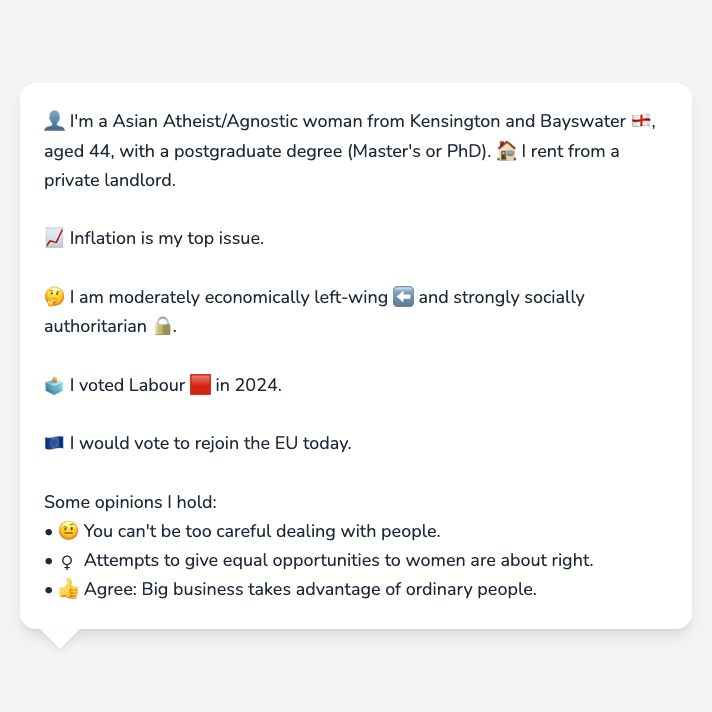 👤 I'm a Asian Atheist/Agnostic woman from Kensington and Bayswater 🏴󠁧󠁢󠁥󠁮󠁧󠁿,
aged 44, with a postgraduate degree (Master's or PhD). 🏠 I rent from a
private landlord.
📈 Inflation is my top issue.
🤔 I am moderately economically left-wing ⬅️ and strongly socially
authoritarian 🔒.
🗳️ I voted Labour 🟥 in 2024.
🇪🇺 I would vote to rejoin the EU today.
Some opinions I hold:
• 🤨 You can't be too careful dealing with people.
• ♀ Attempts to give equal opportunities to women are about right.
• 👍 Agree: Big business takes advantage of ordinary people.